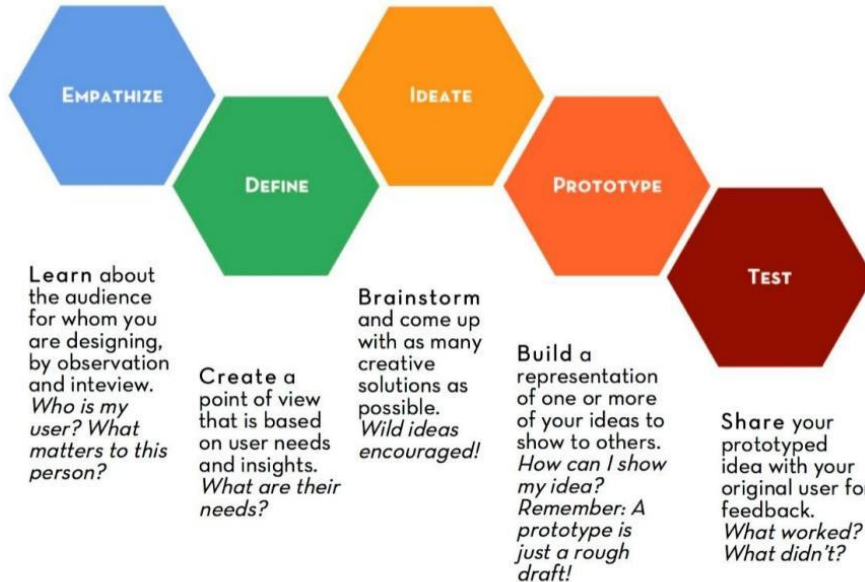 EMPATHIZE
IDEATE
DEFINE
PROTOTYPE
TEST
Learn about
the audience
for whom you
are designing,
by observation
and inteview.
Who is my
user? What
matters to this
person?
Create a
point of view
that is based
on user needs
and insights.
What are their
needs?
Brainstorm
and come up
with as many
creative
solutions as
possible.
Wild ideas
encouraged!
Build a
representation
of one or more
of your ideas to
show to others.
How can I show
my idea?
Remember: A
prototype is
just a rough
draft!
Share your
prototyped
idea with your
original user for
feedback.
What worked?
What didn't?